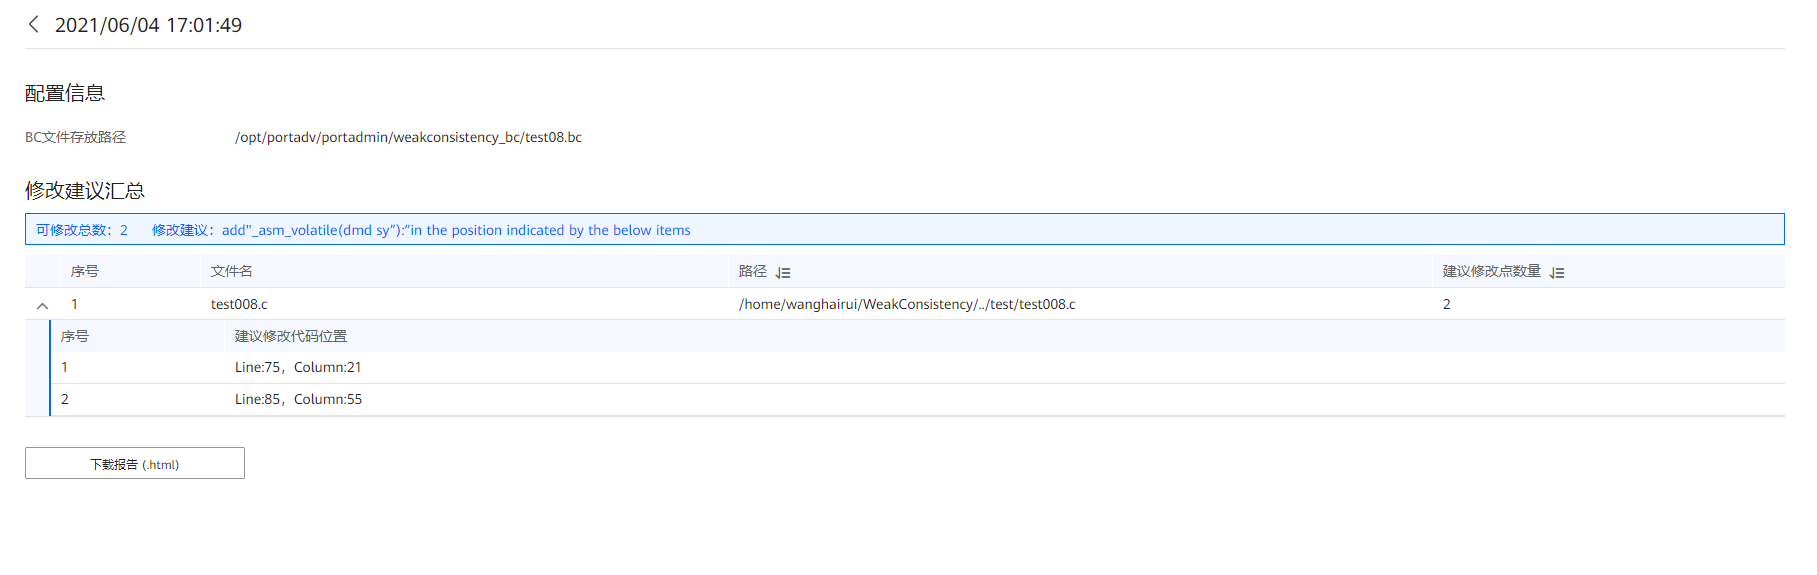 2021/06/04 17:01:49
配置信息
BC文件存放路径 /opt/portadv/portadmin/weakconsistency_bc/test08.bc
修改建议汇总
可修改总数：2 修改建议：add"_asm_volatile(dmd sy"):"in the position indicated by the below items
序号 文件名 路径 建议修改点数量
1 test008.c /home/wanghairui/WeakConsistency/../test/test008.c 2
序号 建议修改代码位置
1 Line:75，Column:21
2 Line:85，Column:55
下载报告 (.html)